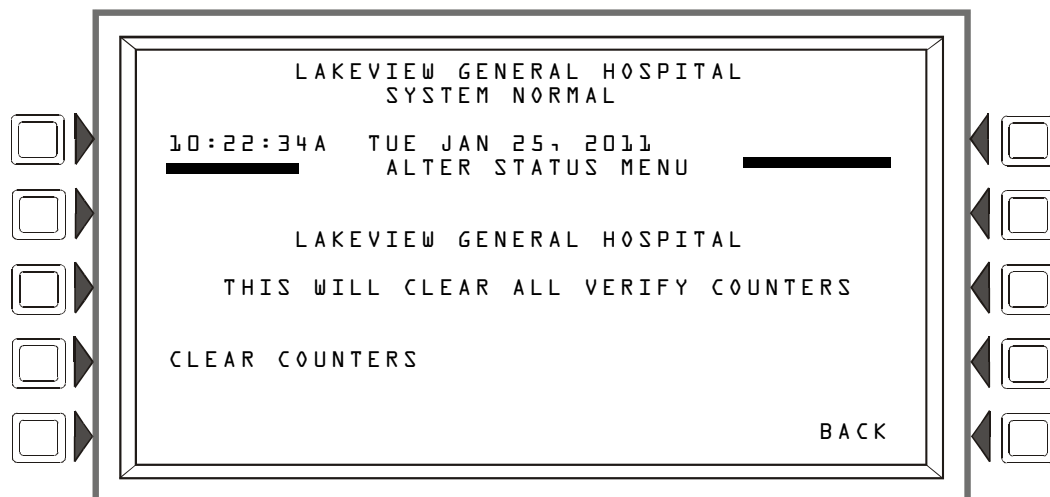 LAKEVIEW GENERAL HOSPITAL
SYSTEM NORMAL
10:22:34A TUE JAN 25, 2011
ALTER STATUS MENU
LAKEVIEW GENERAL HOSPITAL
THIS WILL CLEAR ALL VERIFY COUNTERS
CLEAR COUNTERS
BACK